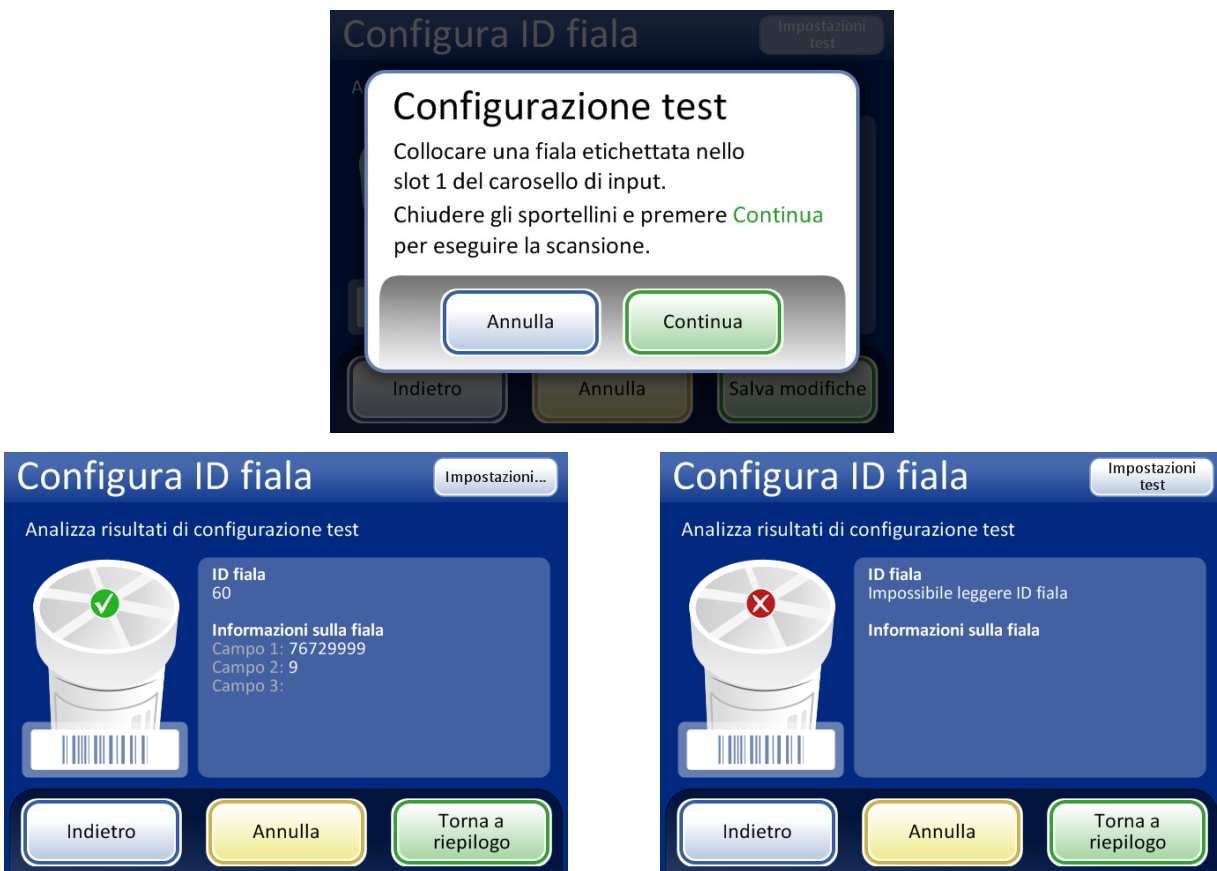 Configura ID fiala
Impostazioni
test
A
Configurazione test
Collocare una fiala etichettata nello
slot 1 del carosello di input.
Chiudere gli sportellini e premere Continua
per eseguire la scansione.
Annulla
Continua
Indietro
Annulla
Salva modifiche
Configura ID fiala
Impostazioni...
Analizza risultati di configurazione test
ID fiala
60
Informazioni sulla fiala
Campo 1: 76729999
Campo 2: 9
Campo 3:
Indietro
Annulla
Torna a
riepilogo
Configura ID fiala
Impostazioni
test
Analizza risultati di configurazione test
ID fiala
Impossibile leggere ID fiala
Informazioni sulla fiala
Indietro
Annulla
Torna a
riepilogo